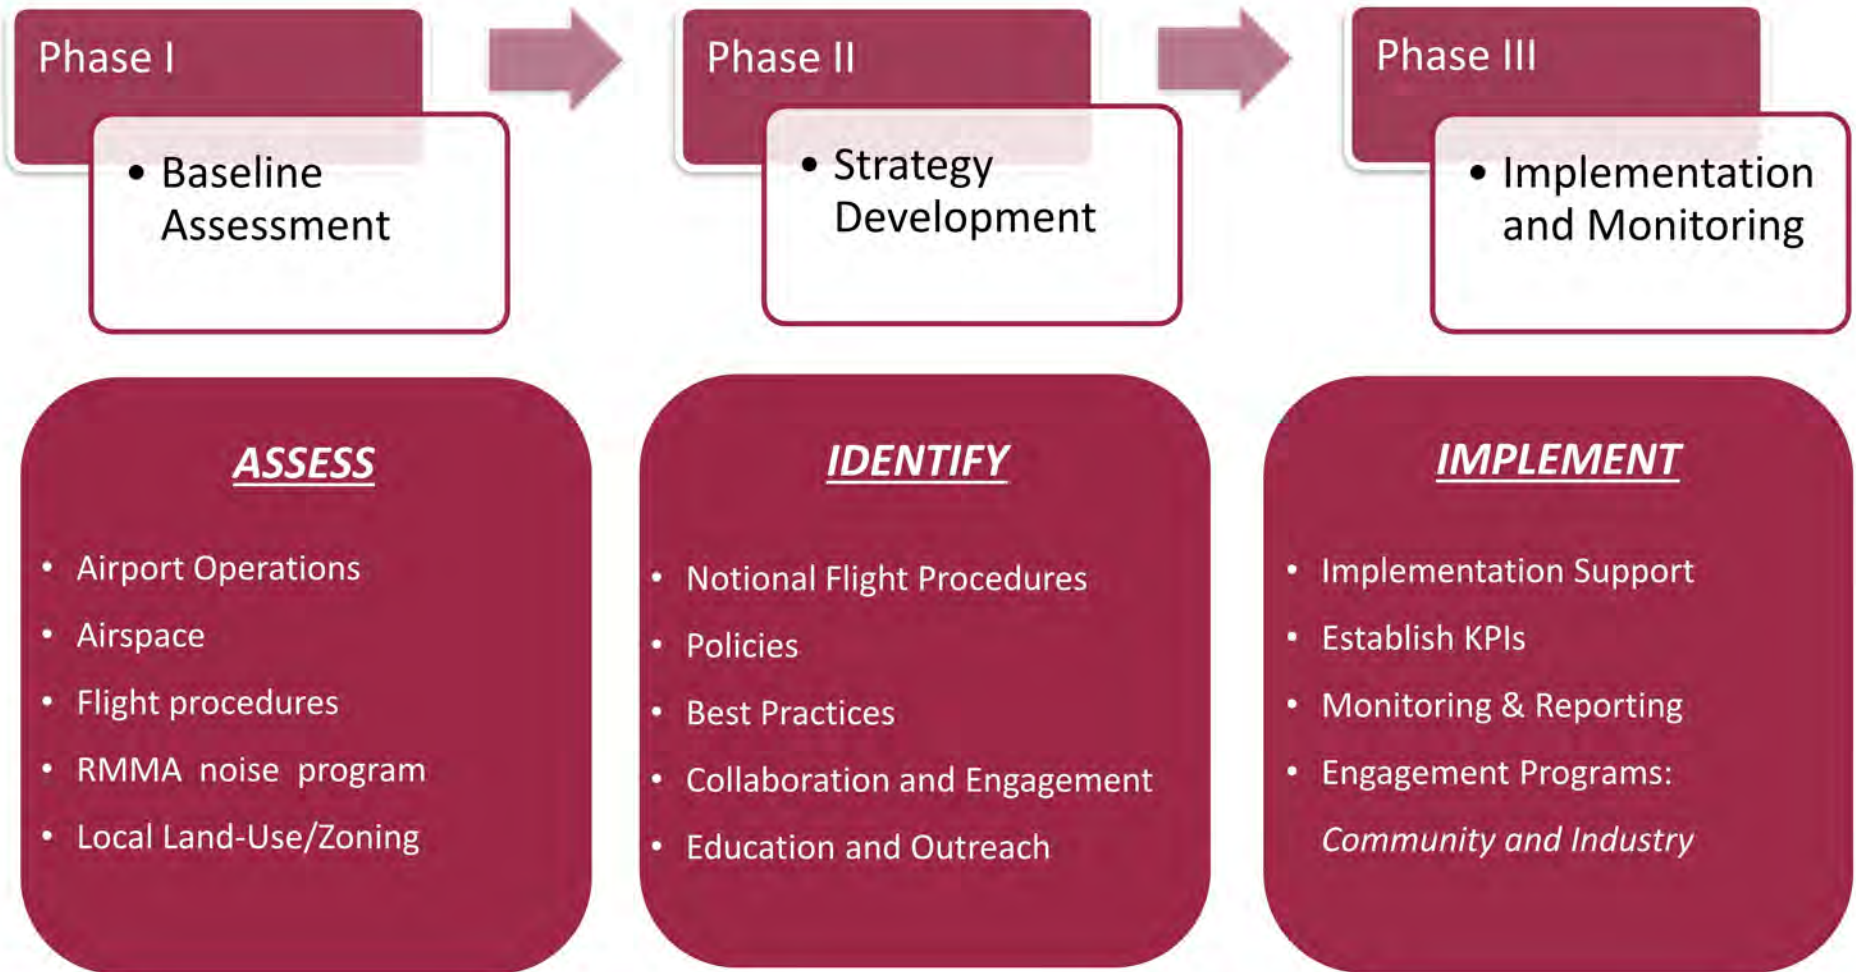 Phase I
• Baseline
Assessment
Phase II
• Strategy
Development
Phase III
• Implementation
and Monitoring
ASSESS
• Airport Operations
• Airspace
• Flight procedures
• RMMA noise program
• Local Land-Use/Zoning
IDENTIFY
• Notional Flight Procedures
• Policies
• Best Practices
• Collaboration and Engagement
• Education and Outreach
IMPLEMENT
• Implementation Support
• Establish KPIs
• Monitoring & Reporting
• Engagement Programs:
Community and Industry